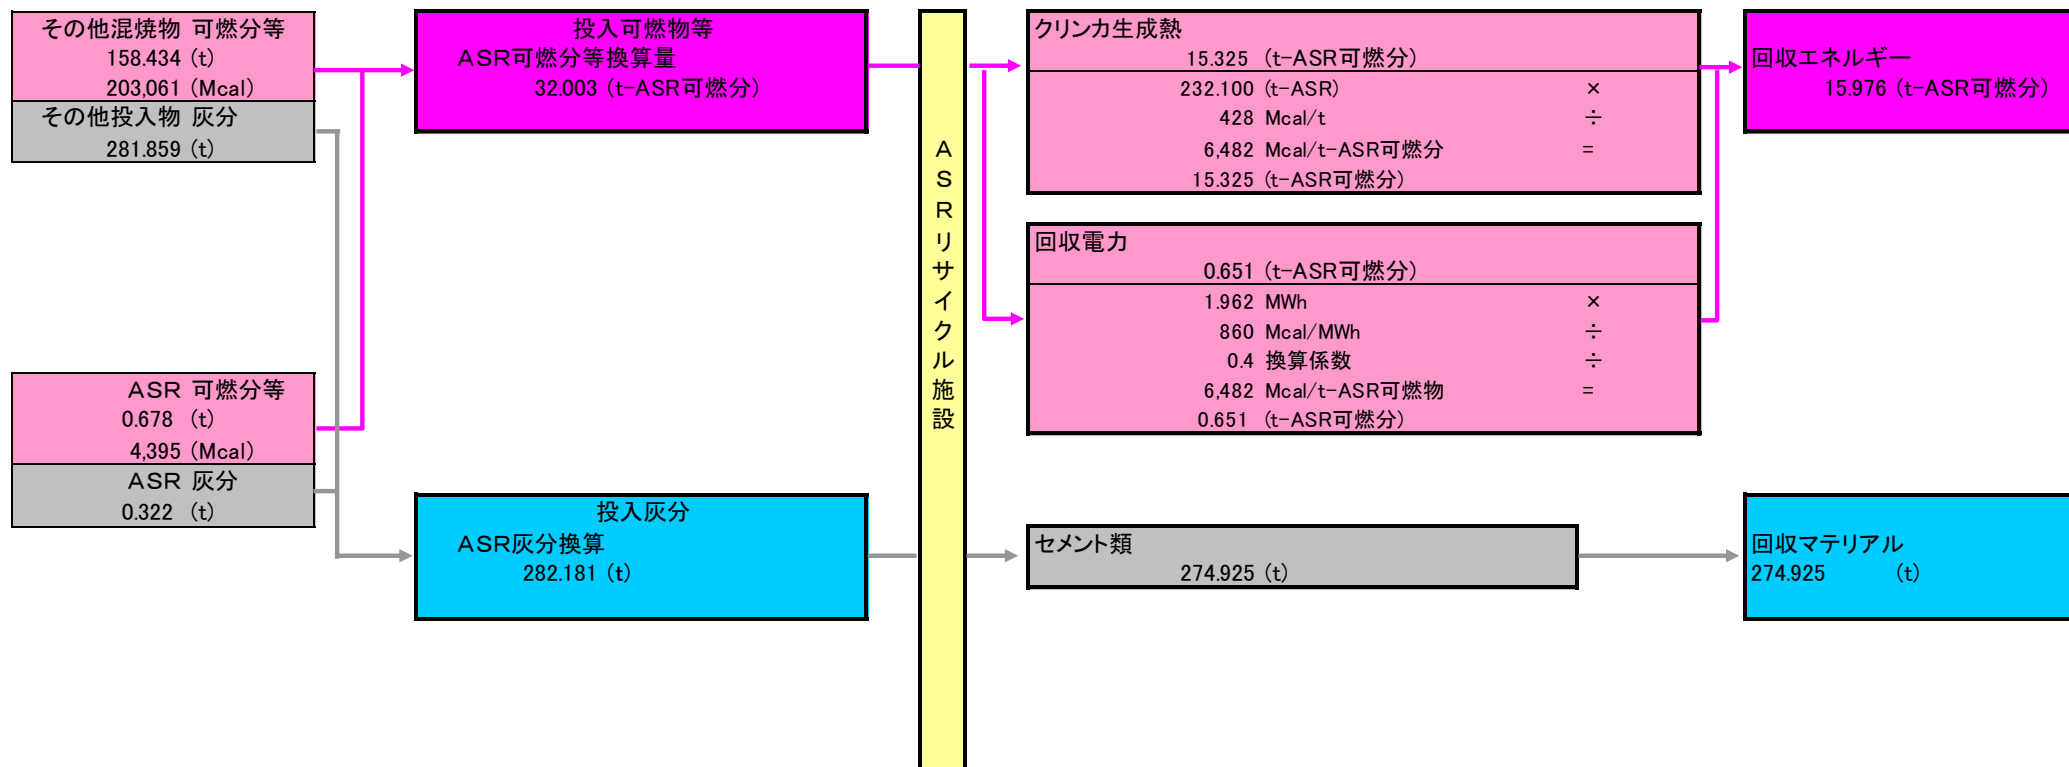 その他混焼物 可燃分等
158.434 (t)
203,061 (Mcal)
その他投入物 灰分
281.859 (t)
ASR 可燃分等
0.678 (t)
4,395 (Mcal)
ASR 灰分
0.322 (t)
投入可燃物等
ASR可燃分等換算量
32.003 (t-ASR可燃分)
投入灰分
ASR灰分換算
282.181 (t)
ASRリサイクル施設
クリンカ生成熱
15.325 (t-ASR可燃分)
232.100 (t-ASR) ×
428 Mcal/t ÷
6,482 Mcal/t-ASR可燃分 =
15.325 (t-ASR可燃分)
回収電力
0.651 (t-ASR可燃分)
1.962 MWh ×
860 Mcal/MWh ÷
0.4 換算係数 ÷
6,482 Mcal/t-ASR可燃物 =
0.651 (t-ASR可燃分)
セメント類
274.925 (t)
回収エネルギー
15.976 (t-ASR可燃分)
回収マテリアル
274.925 (t)